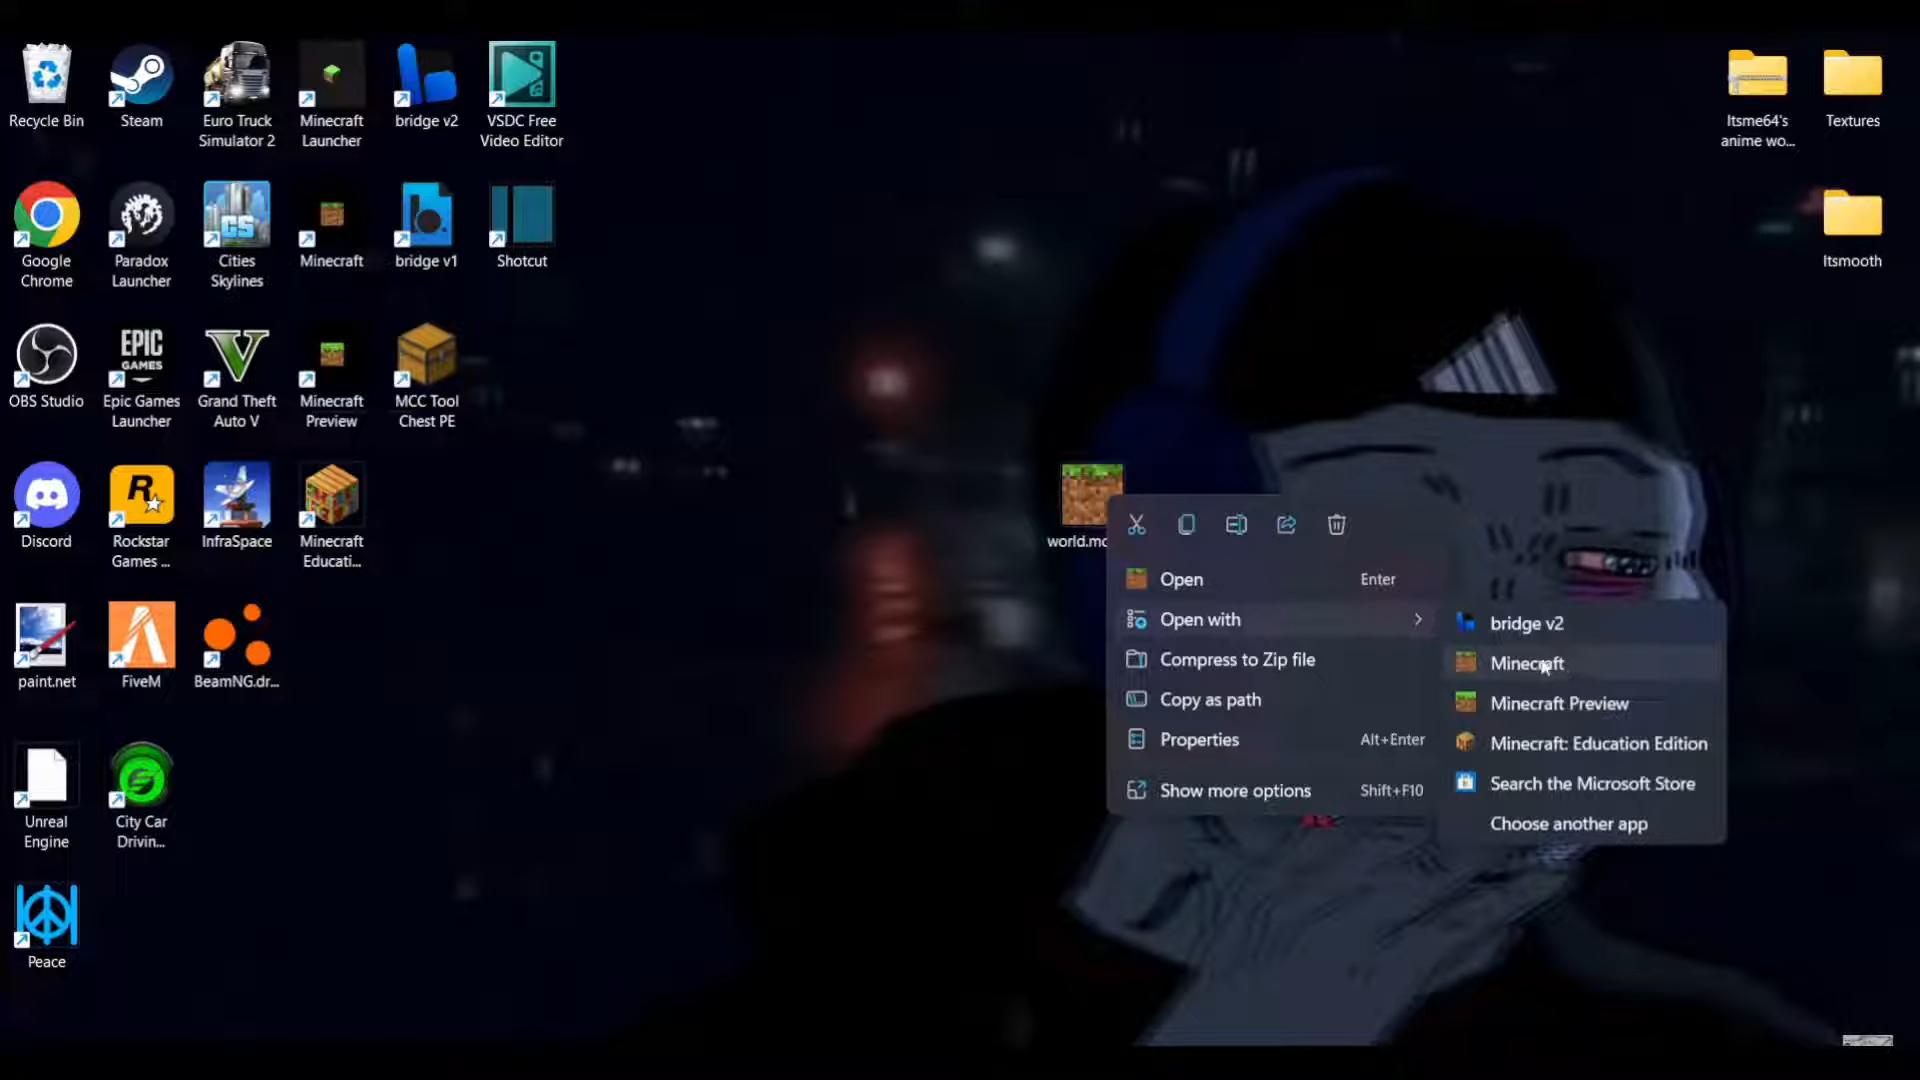 Recycle Bin
Steam
Euro Truck
Simulator 2
Minecraft
Launcher
bridge v2
VSDC Free
Video Editor
Itsme64's
anime wo...
Textures
Google
Chrome
Paradox
Launcher
CS
Cities
Skylines
Minecraft
bridge v1
Shotcut
Itsmooth
OBS Studio
EPIC
GAMES
Epic Games
Launcher
V
Grand Theft
Auto V
Minecraft
Preview
MCC Tool
Chest PE
Discord
R
Rockstar
Games ...
InfraSpace
Minecraft
Educati...
world.mc
Open Enter
Open with
Compress to Zip file
Copy as path
Properties Alt+Enter
Show more options Shift+F10
bridge v2
Minecraft
Minecraft Preview
Minecraft: Education Edition
Search the Microsoft Store
Choose another app
paint.net
FiveM
BeamNG.dr...
Unreal
Engine
City Car
Drivin...
Peace